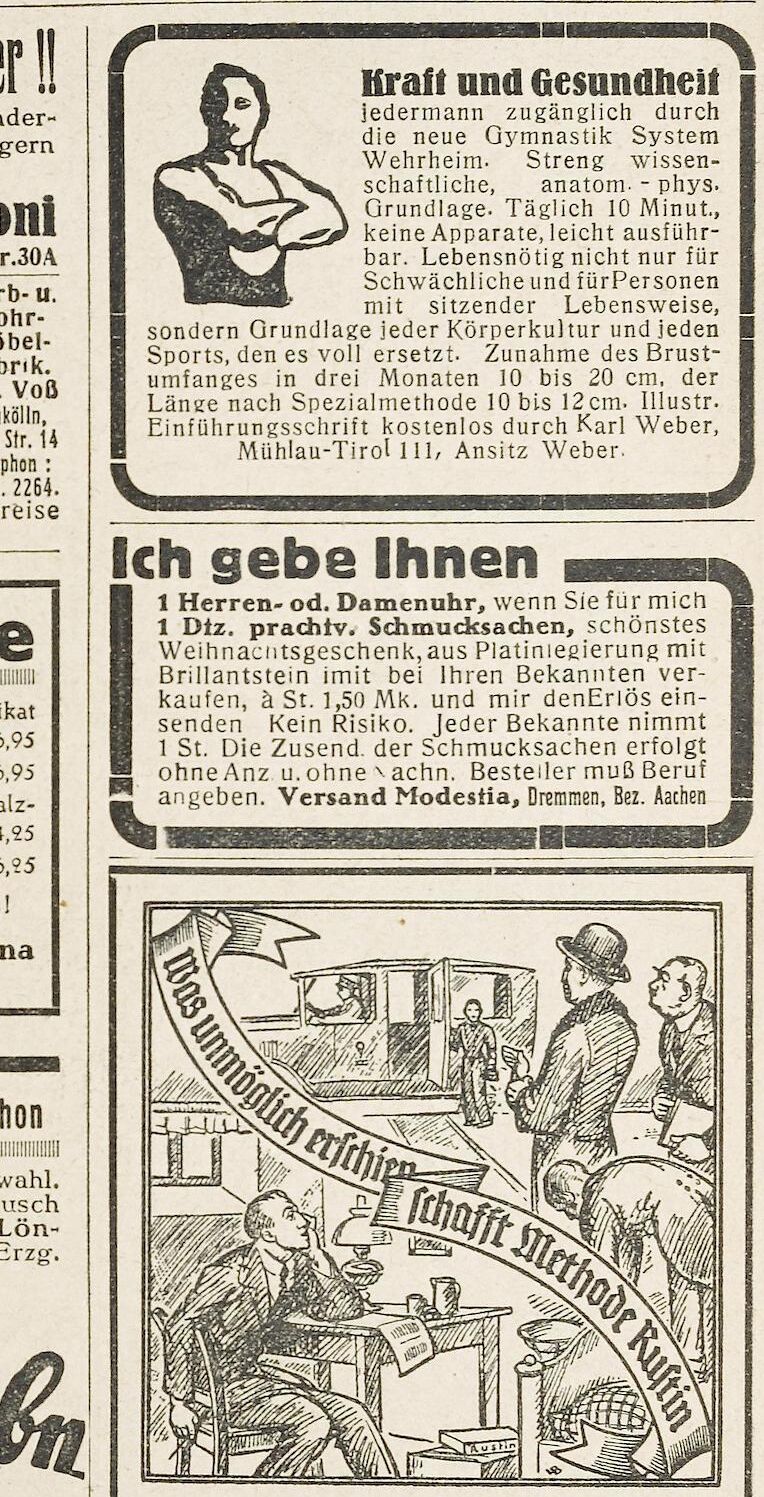 er !!
nder-
gern
oni
r.30A
rb- u.
ohr-
öbel-
brik.
. Voß
kölln,
Str. 14
phon :
. 2264.
reise
e
ikat
5,95
5,95
alz-
4,25
6,25
!
na
hon
wahl.
usch
Lön-
Erzg.
bn
Kraft und Gesundheit
jedermann zugänglich durch
die neue Gymnastik System
Wehrheim. Streng wissen-
schaftliche, anatom. - phys.
Grundlage. Täglich 10 Minut.,
keine Apparate, leicht ausführ-
bar. Lebensnötig nicht nur für
Schwächliche und für Personen
mit sitzender Lebensweise,
sondern Grundlage jeder Körperkultur und jeden
Sports, den es voll ersetzt. Zunahme des Brust-
umfanges in drei Monaten 10 bis 20 cm, der
Länge nach Spezialmethode 10 bis 12 cm. Illustr.
Einführungsschrift kostenlos durch Karl Weber,
Mühlau-Tirol 111, Ansitz Weber.
Ich gebe Ihnen
1 Herren- od. Damenuhr, wenn Sie für mich
1 Dtz. prachtv. Schmucksachen, schönstes
Weihnachtsgeschenk, aus Platinlegierung mit
Brillantstein imit bei Ihren Bekannten ver-
kaufen, à St. 1,50 Mk. und mir den Erlös ein-
senden Kein Risiko. Jeder Bekannte nimmt
1 St. Die Zusend. der Schmucksachen erfolgt
ohne Anz u. ohne Nachn. Besteller muß Beruf
angeben. Versand Modestia, Dremmen, Bez. Aachen
Was unmöglich erschien
schafft Methode Rustin
Rustin